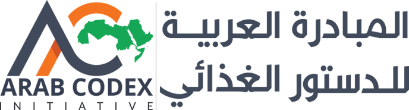 المبادرة العربية
للدستور الغذائي
ARAB CODEX
INITIATIVE